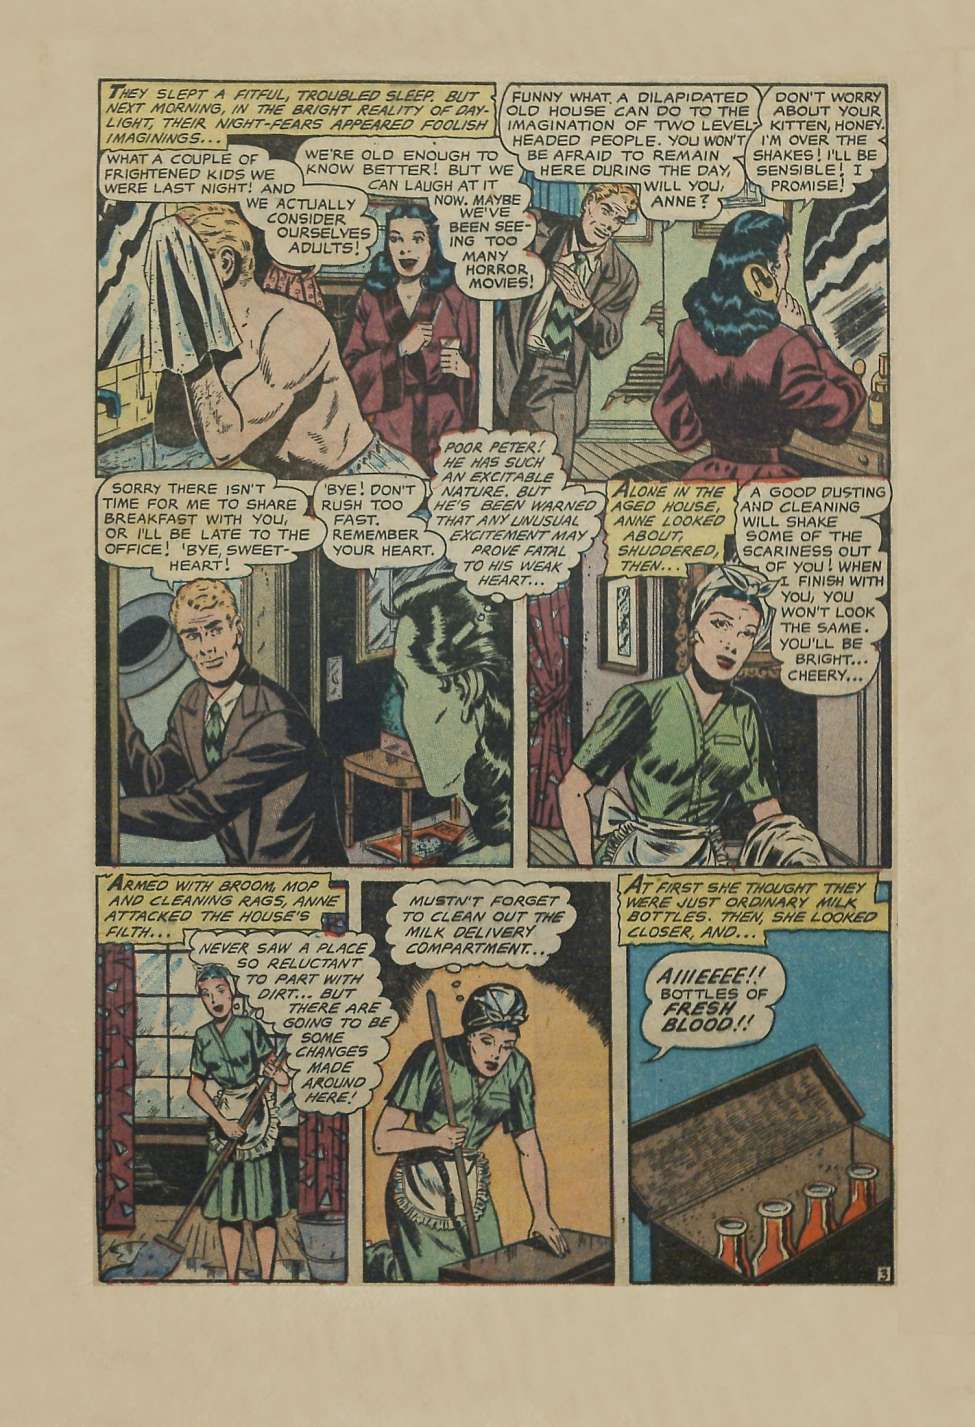 THEY SLEPT A FITFUL, TROUBLED SLEEP. BUT
NEXT MORNING, IN THE BRIGHT REALITY OF DAY-
LIGHT, THEIR NIGHT-FEARS APPEARED FOOLISH
IMAGININGS...
WHAT A COUPLE OF
FRIGHTENED KIDS WE
WERE LAST NIGHT! AND
WE ACTUALLY
CONSIDER
OURSELVES
ADULTS!
WE'RE OLD ENOUGH TO
KNOW BETTER! BUT WE
CAN LAUGH AT IT
NOW. MAYBE
WE'VE
BEEN SEE-
ING TOO
MANY
HORROR
MOVIES!
FUNNY WHAT A DILAPIDATED
OLD HOUSE CAN DO TO THE
IMAGINATION OF TWO LEVEL-
HEADED PEOPLE. YOU WON'T
BE AFRAID TO REMAIN
HERE DURING THE DAY,
WILL YOU,
ANNE?
DON'T WORRY
ABOUT YOUR
KITTEN, HONEY.
I'M OVER THE
SHAKES! I'LL BE
SENSIBLE! I
PROMISE!
SORRY THERE ISN'T
TIME FOR ME TO SHARE
BREAKFAST WITH YOU,
OR I'LL BE LATE TO THE
OFFICE! 'BYE, SWEET-
HEART!
'BYE! DON'T
RUSH TOO
FAST.
REMEMBER
YOUR HEART.
POOR PETER!
HE HAS SUCH
AN EXCITABLE
NATURE. BUT
HE'S BEEN WARNED
THAT ANY UNUSUAL
EXCITEMENT MAY
PROVE FATAL
TO HIS WEAK
HEART...
ALONE IN THE
AGED HOUSE,
ANNE LOOKED
ABOUT,
SHUDDERED,
THEN...
A GOOD DUSTING
AND CLEANING
WILL SHAKE
SOME OF THE
SCARINESS OUT
OF YOU! WHEN
I FINISH WITH
YOU, YOU
WON'T LOOK
THE SAME.
YOU'LL BE
BRIGHT...
CHEERY...
ARMED WITH BROOM, MOP
AND CLEANING RAGS, ANNE
ATTACKED THE HOUSE'S
FILTH...
NEVER SAW A PLACE
SO RELUCTANT
TO PART WITH
DIRT... BUT
THERE ARE
GOING TO BE
SOME
CHANGES
MADE
AROUND
HERE!
MUSTN'T FORGET
TO CLEAN OUT THE
MILK DELIVERY
COMPARTMENT...
AT FIRST SHE THOUGHT THEY
WERE JUST ORDINARY MILK
BOTTLES. THEN, SHE LOOKED
CLOSER, AND...
AIIIEEEE!!
BOTTLES OF
FRESH
BLOOD!!
3